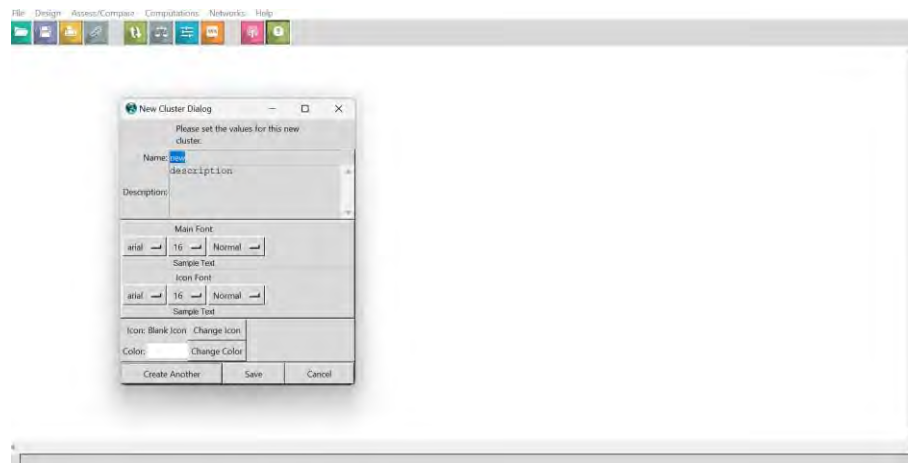 File Design Assess/Compare Computations Networks Help
New Cluster Dialog
Please set the values for this new
cluster.
Name: new
description
Description:
Main Font
arial 16 Normal
Sample Text
Icon Font
arial 16 Normal
Sample Text
Icon: Blank Icon Change Icon
Color: Change Color
Create Another Save Cancel